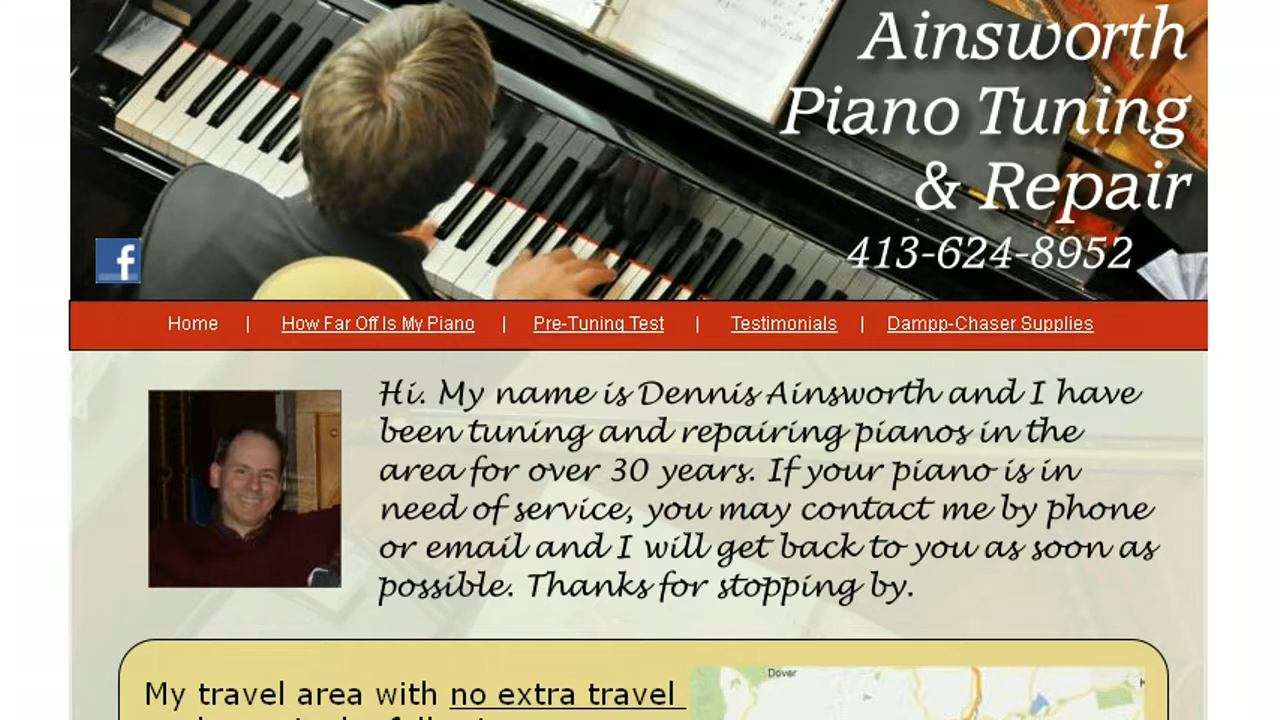 Ainsworth
Piano Tuning
& Repair
413-624-8952
f
Home | How Far Off Is My Piano | Pre-Tuning Test | Testimonials | Dampp-Chaser Supplies
Hi. My name is Dennis Ainsworth and I have
been tuning and repairing pianos in the
area for over 30 years. If your piano is in
need of service, you may contact me by phone
or email and I will get back to you as soon as
possible. Thanks for stopping by.
My travel area with no extra travel
Dover